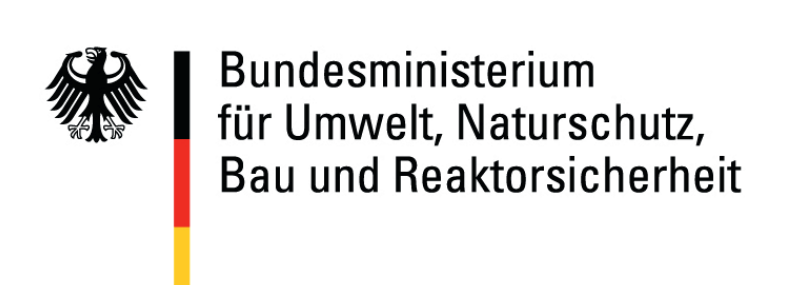 Bundesministerium
für Umwelt, Naturschutz,
Bau und Reaktorsicherheit